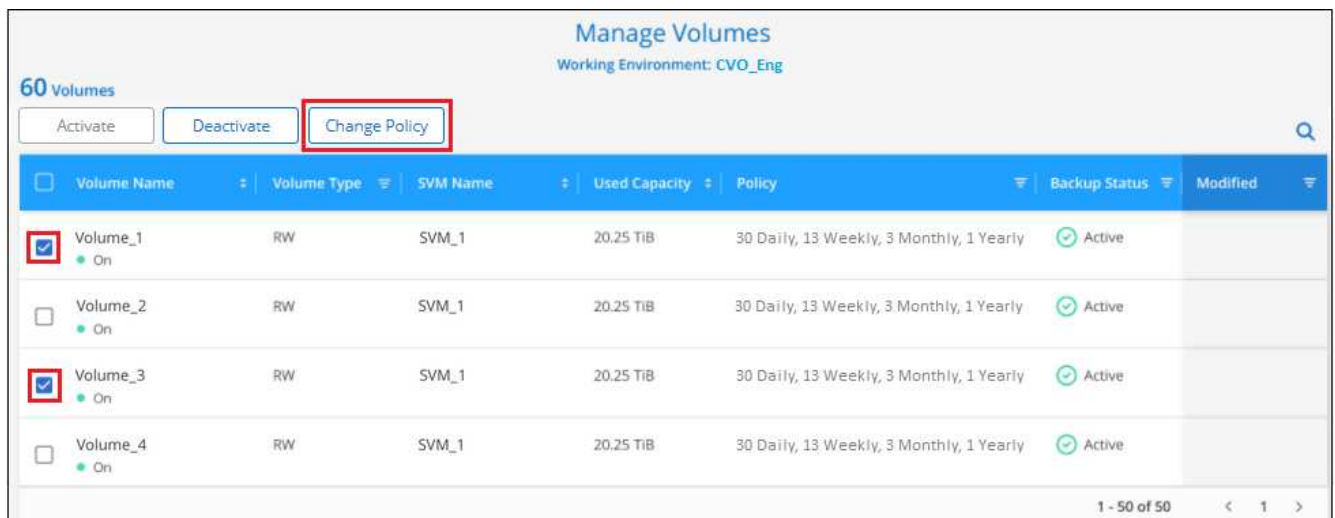 Manage Volumes
Working Environment: CVO_Eng
60 Volumes
Activate Deactivate Change Policy
Volume Name Volume Type SVM Name Used Capacity Policy Backup Status Modified
Volume_1 RW SVM_1 20.25 TiB 30 Daily, 13 Weekly, 3 Monthly, 1 Yearly Active
On
Volume_2 RW SVM_1 20.25 TiB 30 Daily, 13 Weekly, 3 Monthly, 1 Yearly Active
On
Volume_3 RW SVM_1 20.25 TiB 30 Daily, 13 Weekly, 3 Monthly, 1 Yearly Active
On
Volume_4 RW SVM_1 20.25 TiB 30 Daily, 13 Weekly, 3 Monthly, 1 Yearly Active
On
1 - 50 of 50 < 1 >